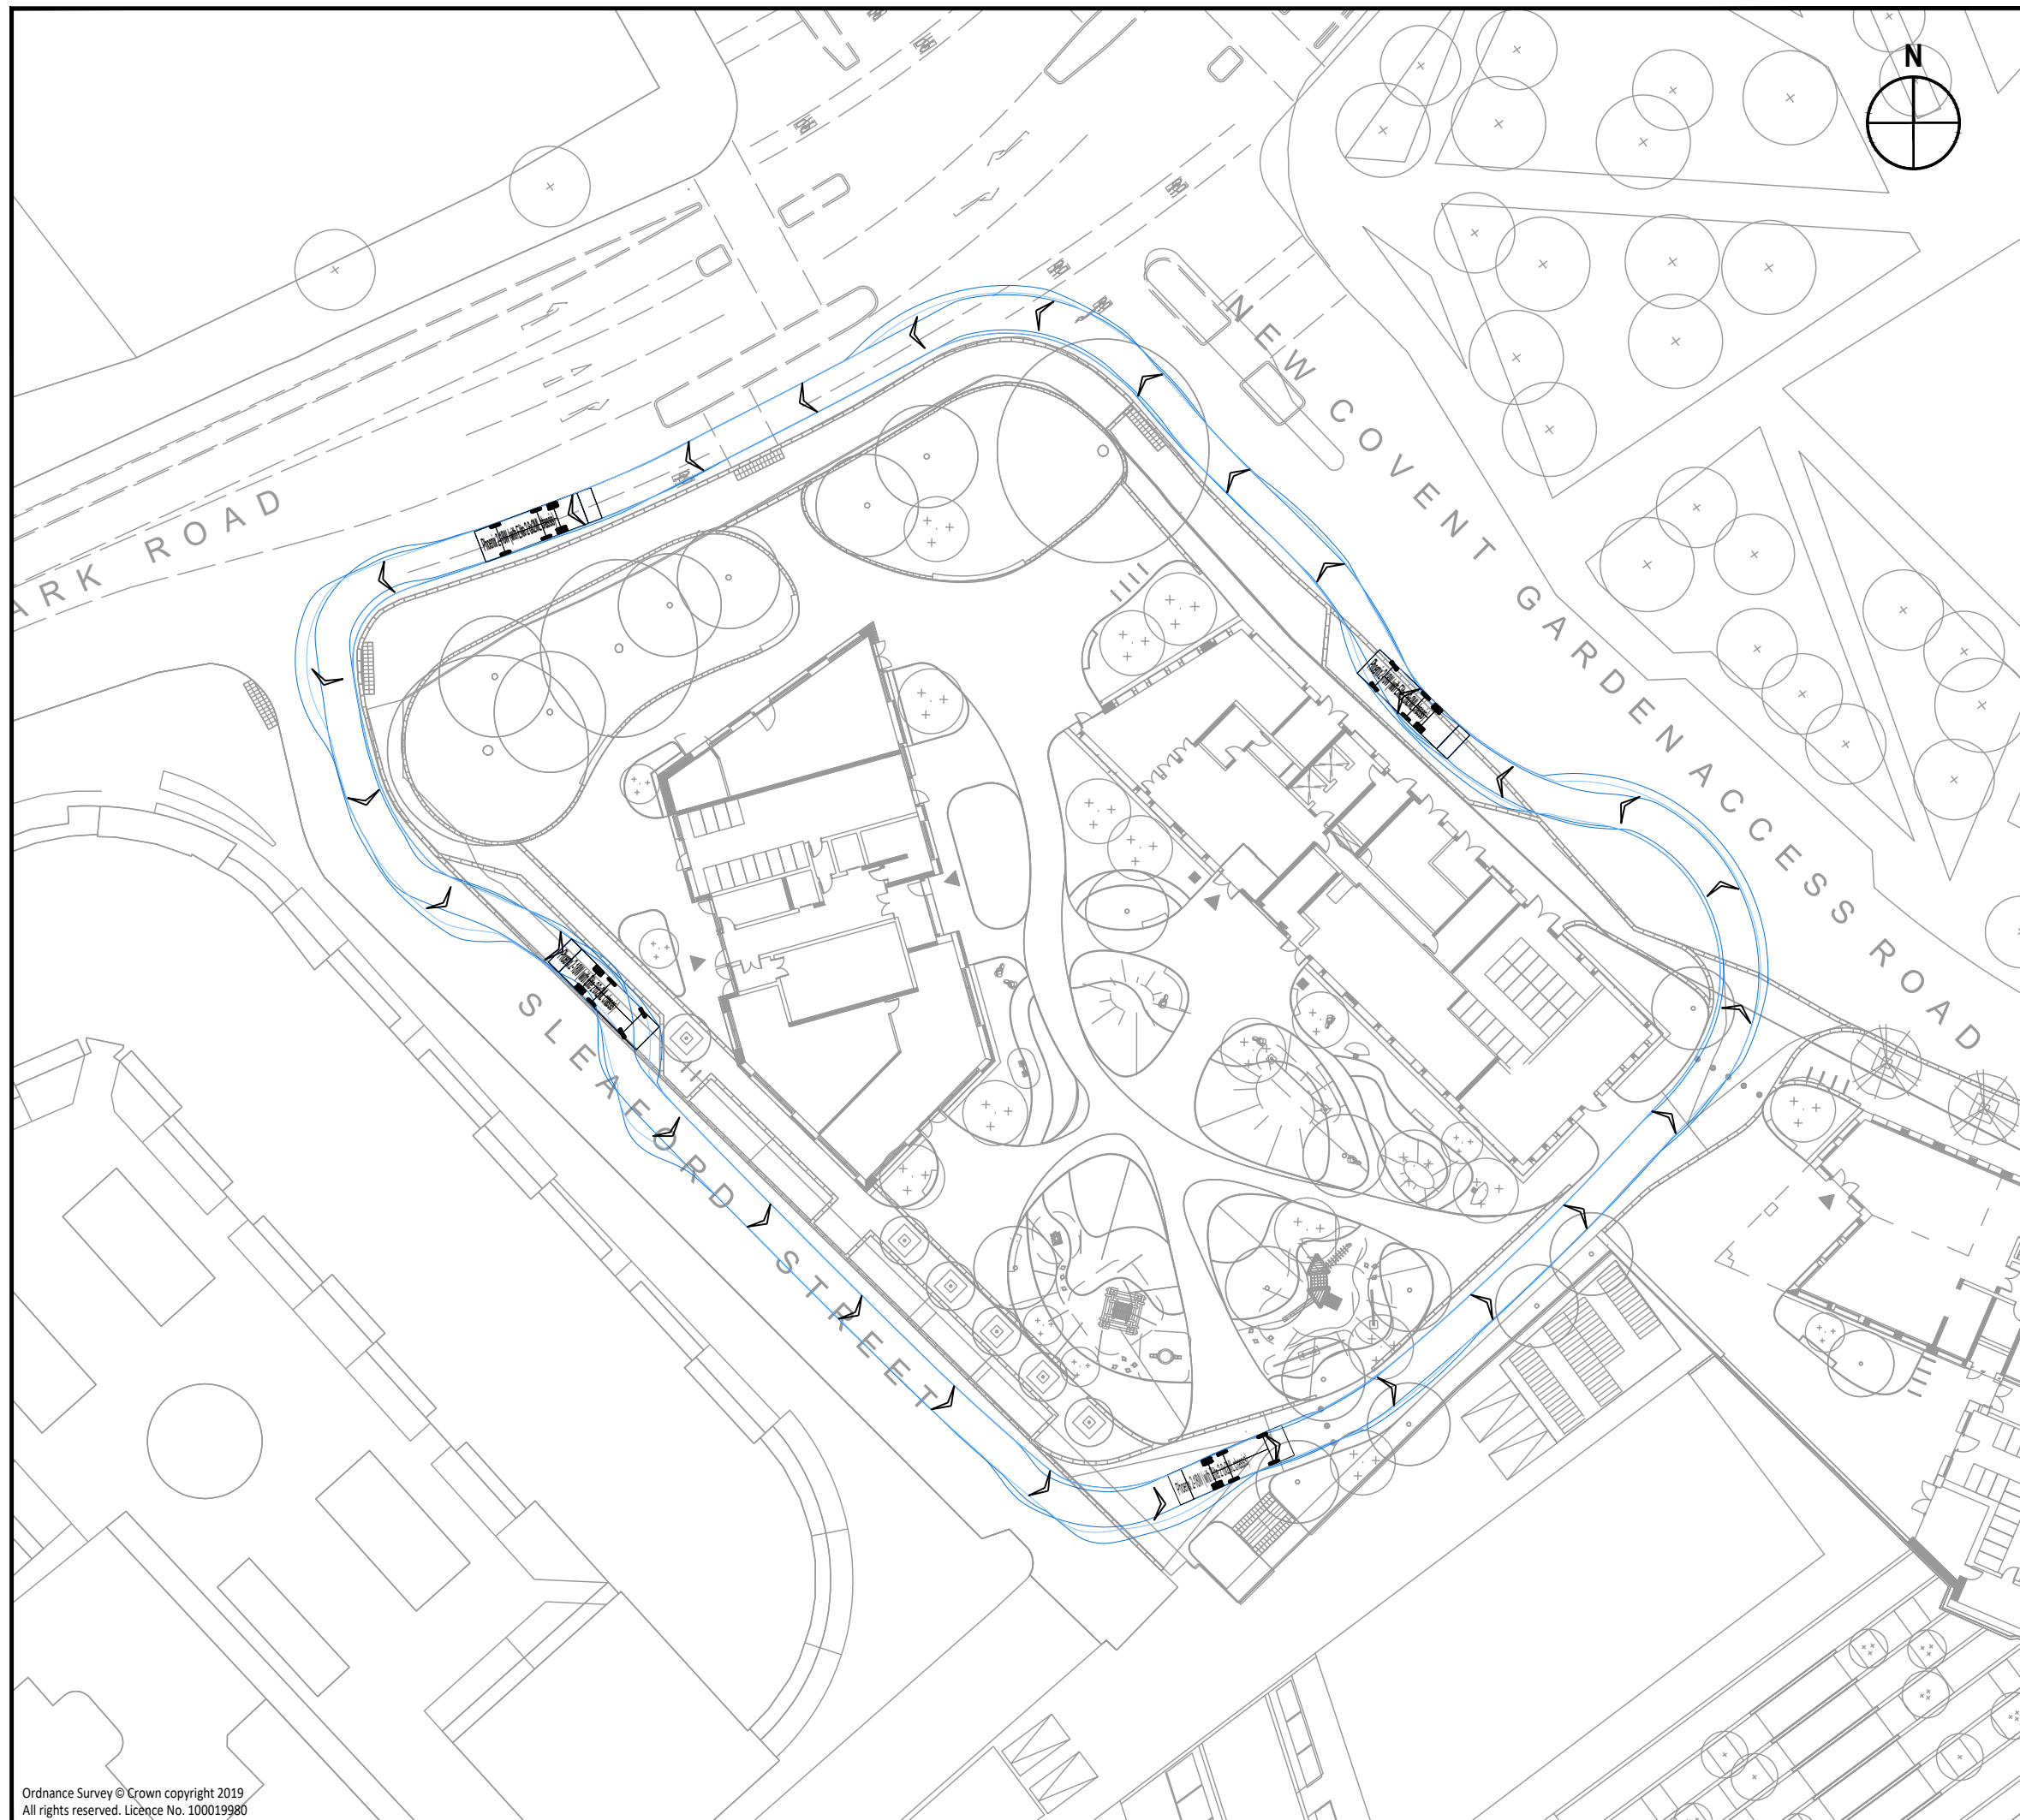 N
NEW COVENT GARDEN ACCESS ROAD
ARK ROAD
SLEAFORD STREET
Ordnance Survey © Crown copyright 2019
All rights reserved. Licence No. 100019980